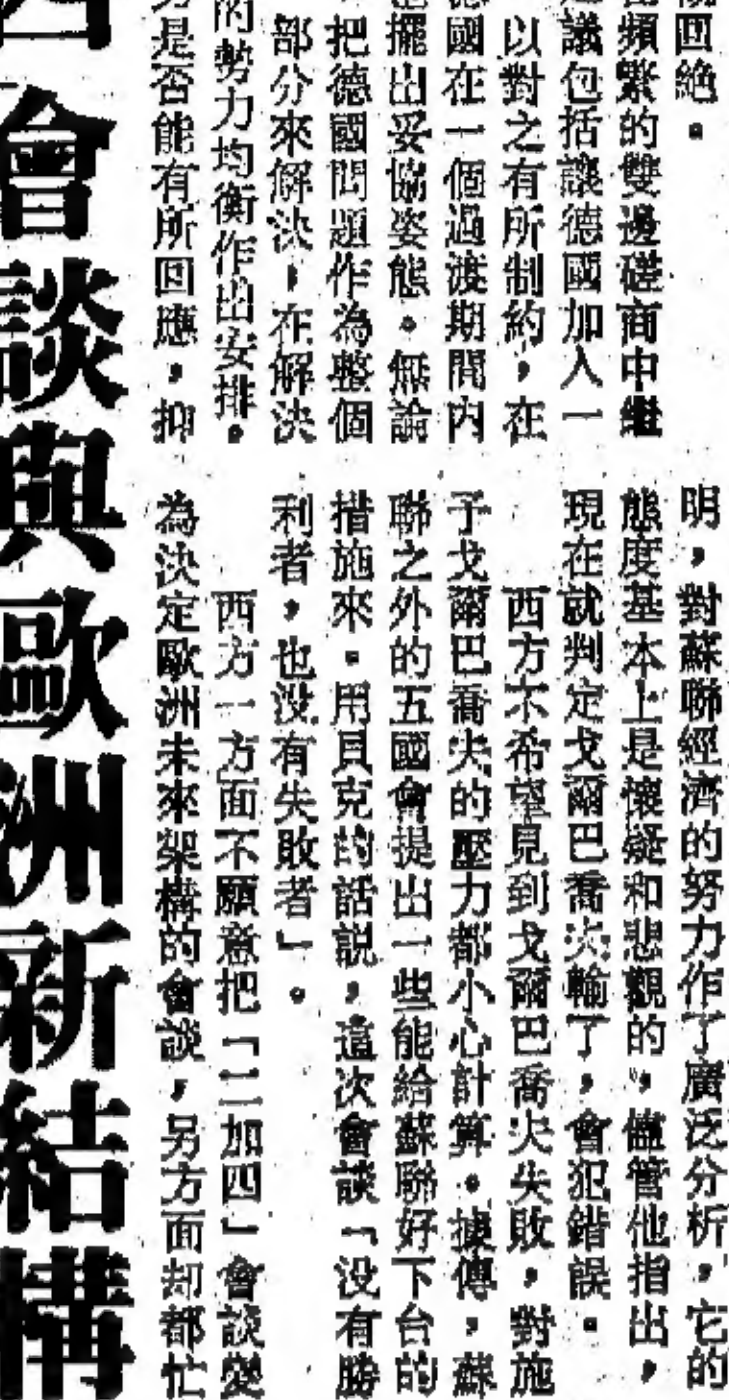 回絕。
頻繁的雙邊磋商中繼
議包括讓德國加入一
以對之有所制約,在
國在一個過渡期間內
擺出妥協姿態。無論
把德國問題作為整個
部分來解決,在解決
的勢力均衡作出安排。
是否能有所回應,抑
明,對蘇聯經濟的努力作了廣泛分析,它的
態度基本上是懷疑和悲觀的,儘管他指出,
現在就判定戈爾巴喬夫輸了,會犯錯誤。
西方不希望見到戈爾巴喬夫失敗,對施
予戈爾巴喬夫的壓力都小心計算。據傳,蘇
聯之外的五國會提出一些能給蘇聯好下台的
措施來。用貝克的話說,這次會談「没有勝
利者,也没有失敗者」。
西方一方面不願意把「二加四」會談變
為決定歐洲未來架構的會談,另方面却都忙
會談與歐洲新結構